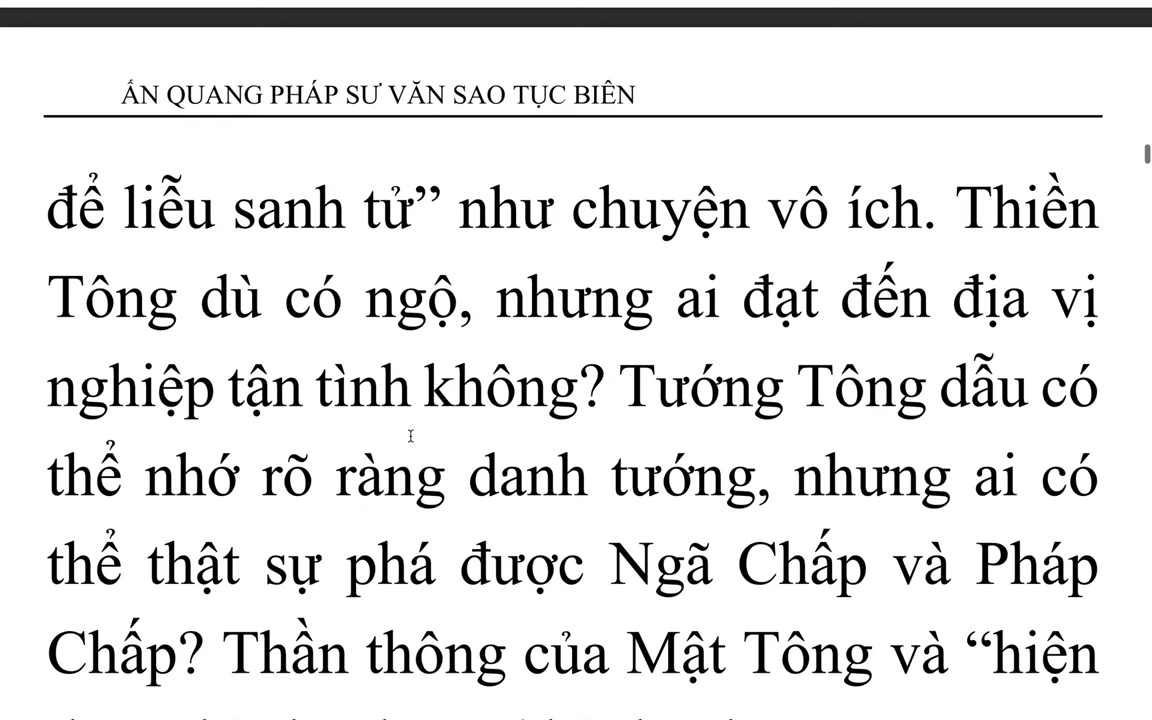 ẤN QUANG PHÁP SƯ VĂN SAO TỤC BIÊN
để liễu sanh tử” như chuyện vô ích. Thiền
Tông dù có ngộ, nhưng ai đạt đến địa vị
nghiệp tận tình không? Tướng Tông dẫu có
thể nhớ rõ ràng danh tướng, nhưng ai có
thể thật sự phá được Ngã Chấp và Pháp
Chấp? Thần thông của Mật Tông và “hiện